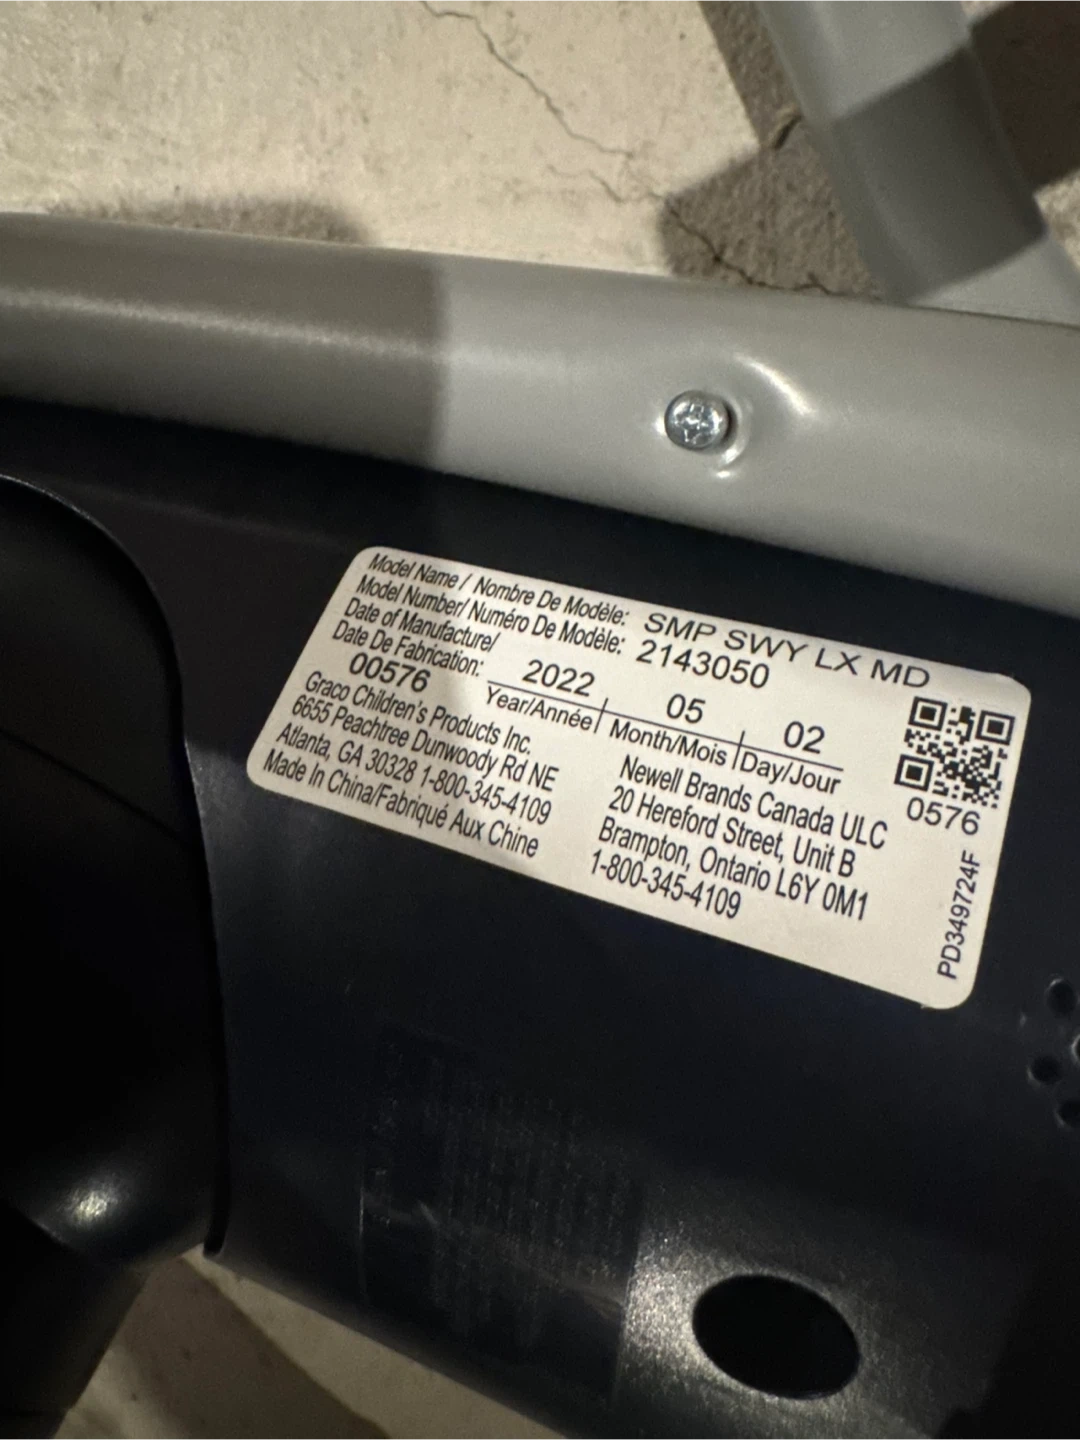 Model Name / Nombre De Modèle: SMP SWY LX MD
Model Number/ Numéro De Modèle: 2143050
Date of Manufacture/
Date De Fabrication: 2022 05 02
00576 Year/Année Month/Mois Day/Jour
Graco Children's Products Inc.
6655 Peachtree Dunwoody Rd NE
Atlanta, GA 30328 1-800-345-4109
Made In China/Fabriqué Aux Chine
Newell Brands Canada ULC
20 Hereford Street, Unit B
Brampton, Ontario L6Y 0M1
1-800-345-4109
0576
PD349724F